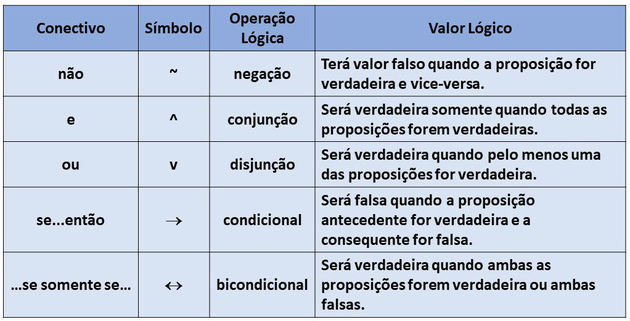 Conectivo Símbolo Operação Lógica Valor Lógico
não ~ negação Terá valor falso quando a proposição for
verdadeira e vice-versa.
e ^ conjunção Será verdadeira somente quando todas as
proposições forem verdadeiras.
ou v disjunção Será verdadeira quando pelo menos uma
das proposições for verdadeira.
se...então → condicional Será falsa quando a proposição
antecedente for verdadeira e a
consequente for falsa.
...se somente se... ↔ bicondicional Será verdadeira quando ambas as
proposições forem verdadeira ou ambas
falsas.